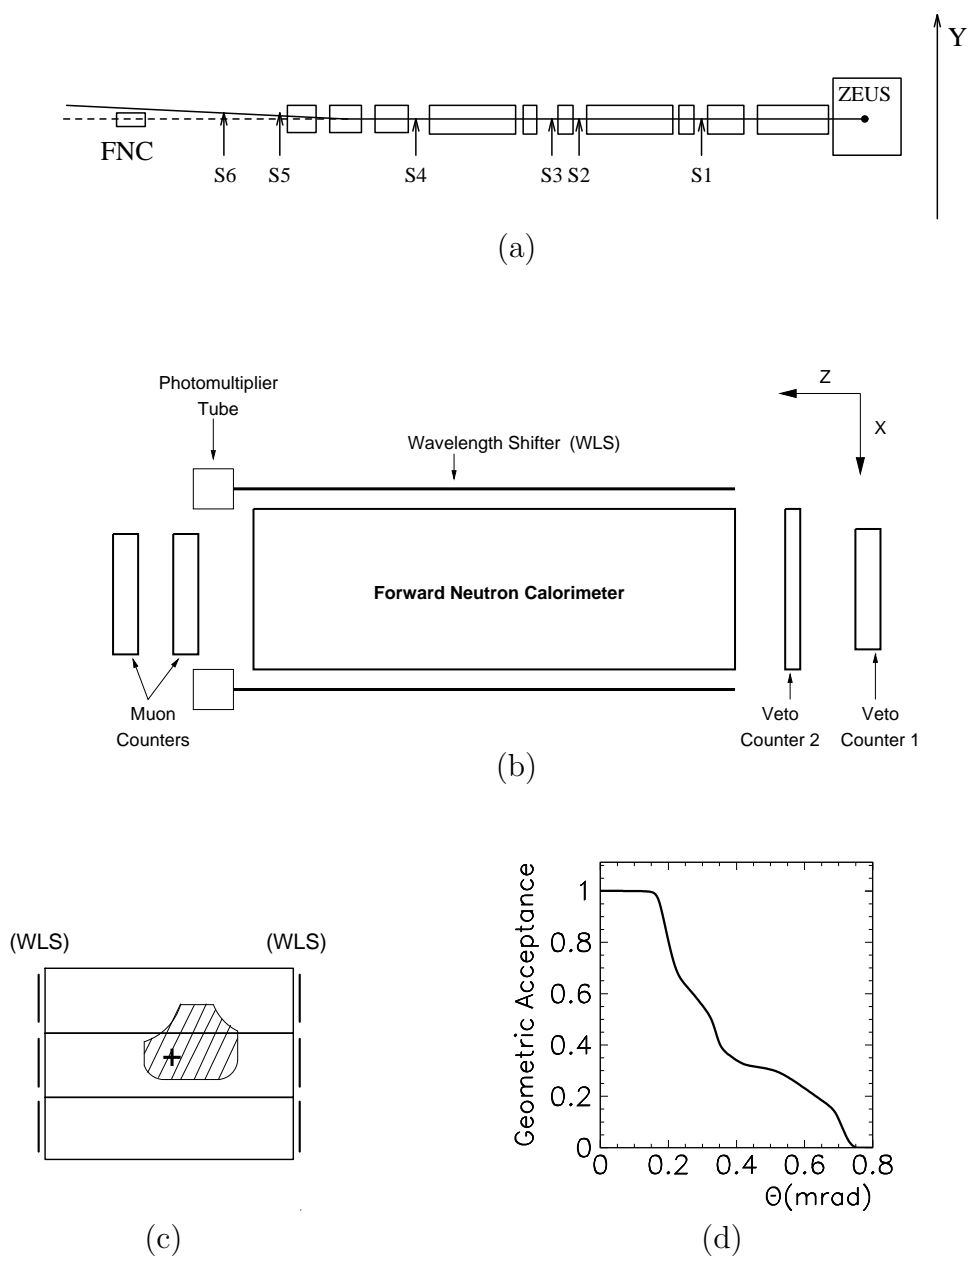 Y
ZEUS
FNC
S6 S5 S4 S3 S2 S1
(a)
Photomultiplier
Tube
Z
X
Wavelength Shifter (WLS)
Forward Neutron Calorimeter
Muon
Counters
Veto
Counter 2
Veto
Counter 1
(b)
(WLS) (WLS)
(c)
Geometric Acceptance
1
0.8
0.6
0.4
0.2
0
0 0.2 0.4 0.6 0.8
Θ(mrad)
(d)